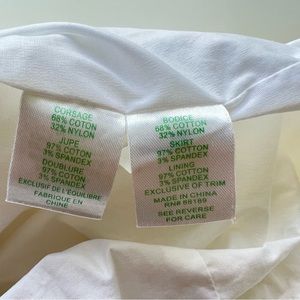 CORSAGE
68% COTTON
32% NYLON
JUPE
97% COTTON
3% SPANDEX
DOUBLURE
97% COTTON
3% SPANDEX
EXCLUSIF DE L'ÉQUILIBRE
FABRIQUE EN
CHINE
BODICE
68% COTTON
32% NYLON
SKIRT
97% COTTON
3% SPANDEX
LINING
97% COTTON
3% SPANDEX
EXCLUSIVE OF TRIM
MADE IN CHINA
RN# 88189
SEE REVERSE
FOR CARE